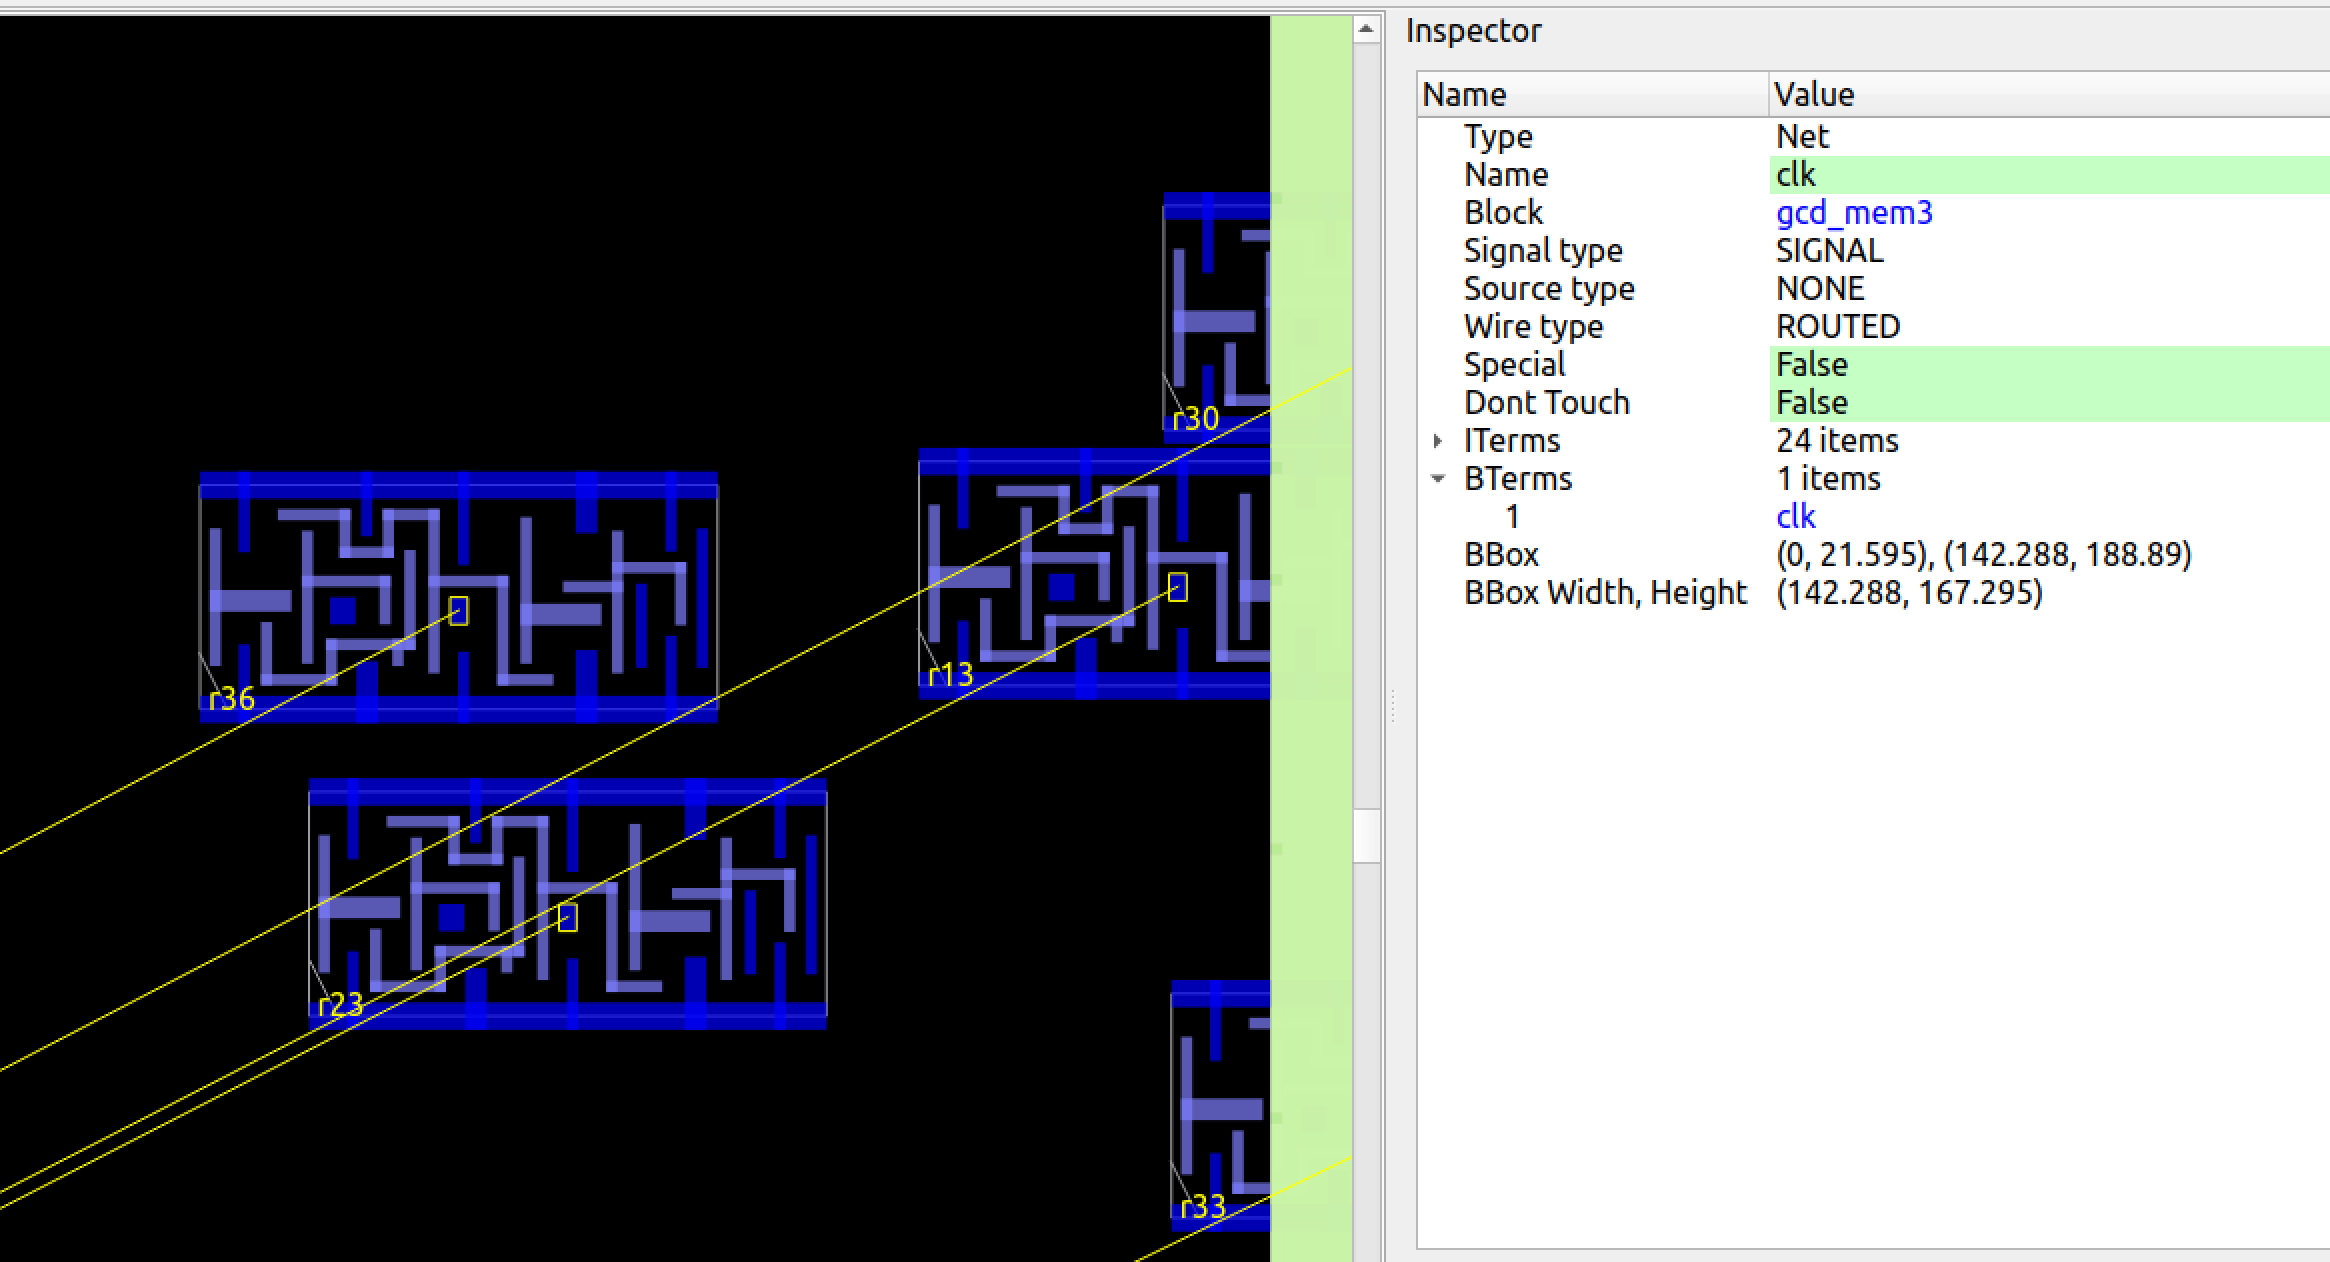 r30
r36
r13
r23
r33
Inspector
Name Value
Type Net
Name clk
Block gcd_mem3
Signal type SIGNAL
Source type NONE
Wire type ROUTED
Special False
Dont Touch False
ITerms 24 items
BTerms 1 items
1 clk
BBox (0, 21.595), (142.288, 188.89)
BBox Width, Height (142.288, 167.295)